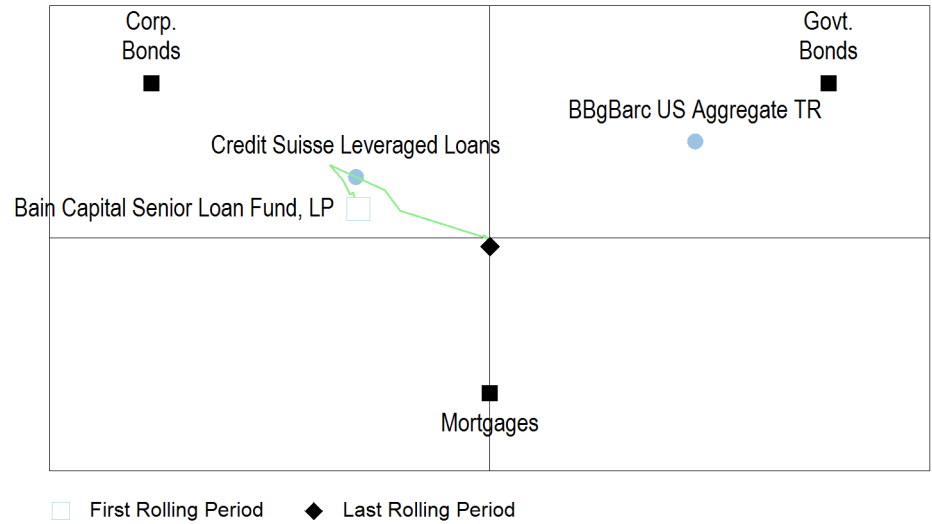 Corp.
Bonds
Govt.
Bonds
BBgBarc US Aggregate TR
Credit Suisse Leveraged Loans
Bain Capital Senior Loan Fund, LP
Mortgages
First Rolling Period
Last Rolling Period